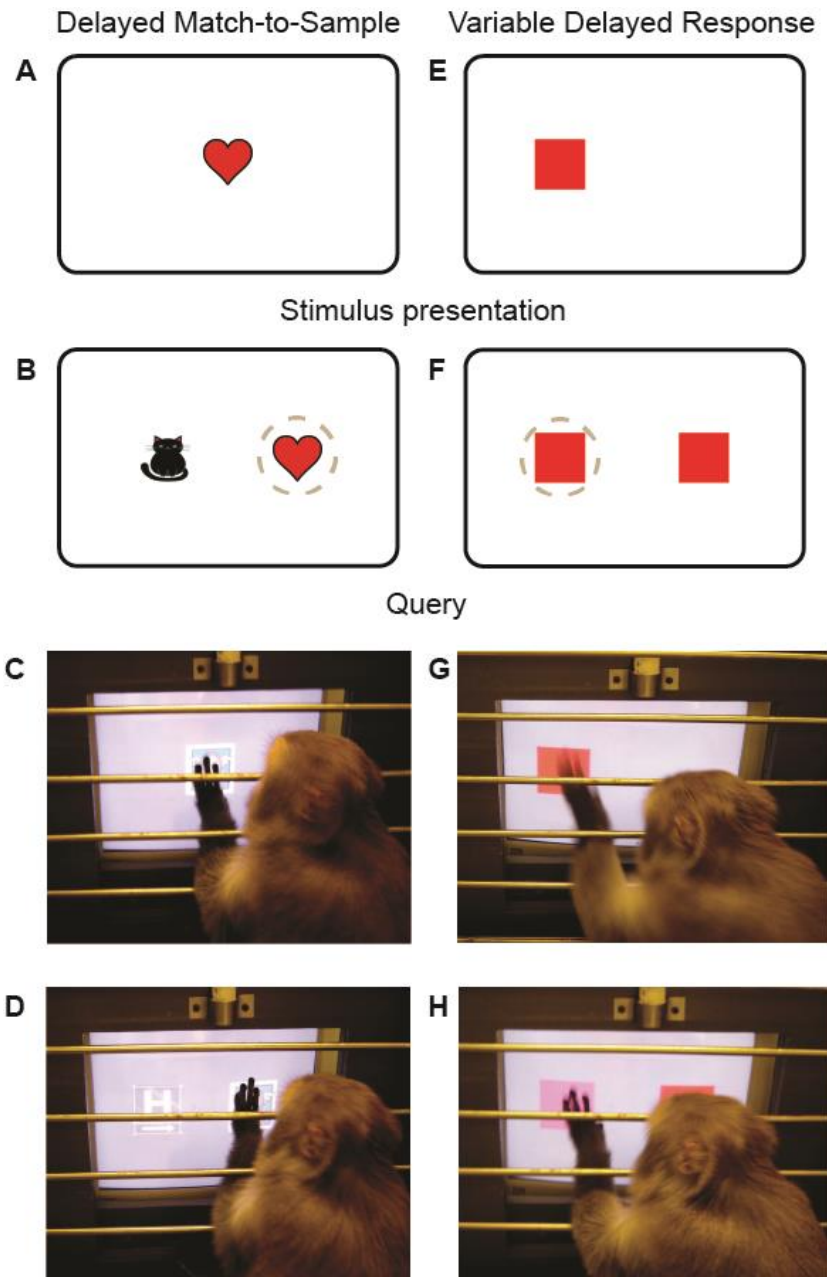 Delayed Match-to-Sample
Variable Delayed Response
A
E
Stimulus presentation
B
F
Query
C
G
D
H
H